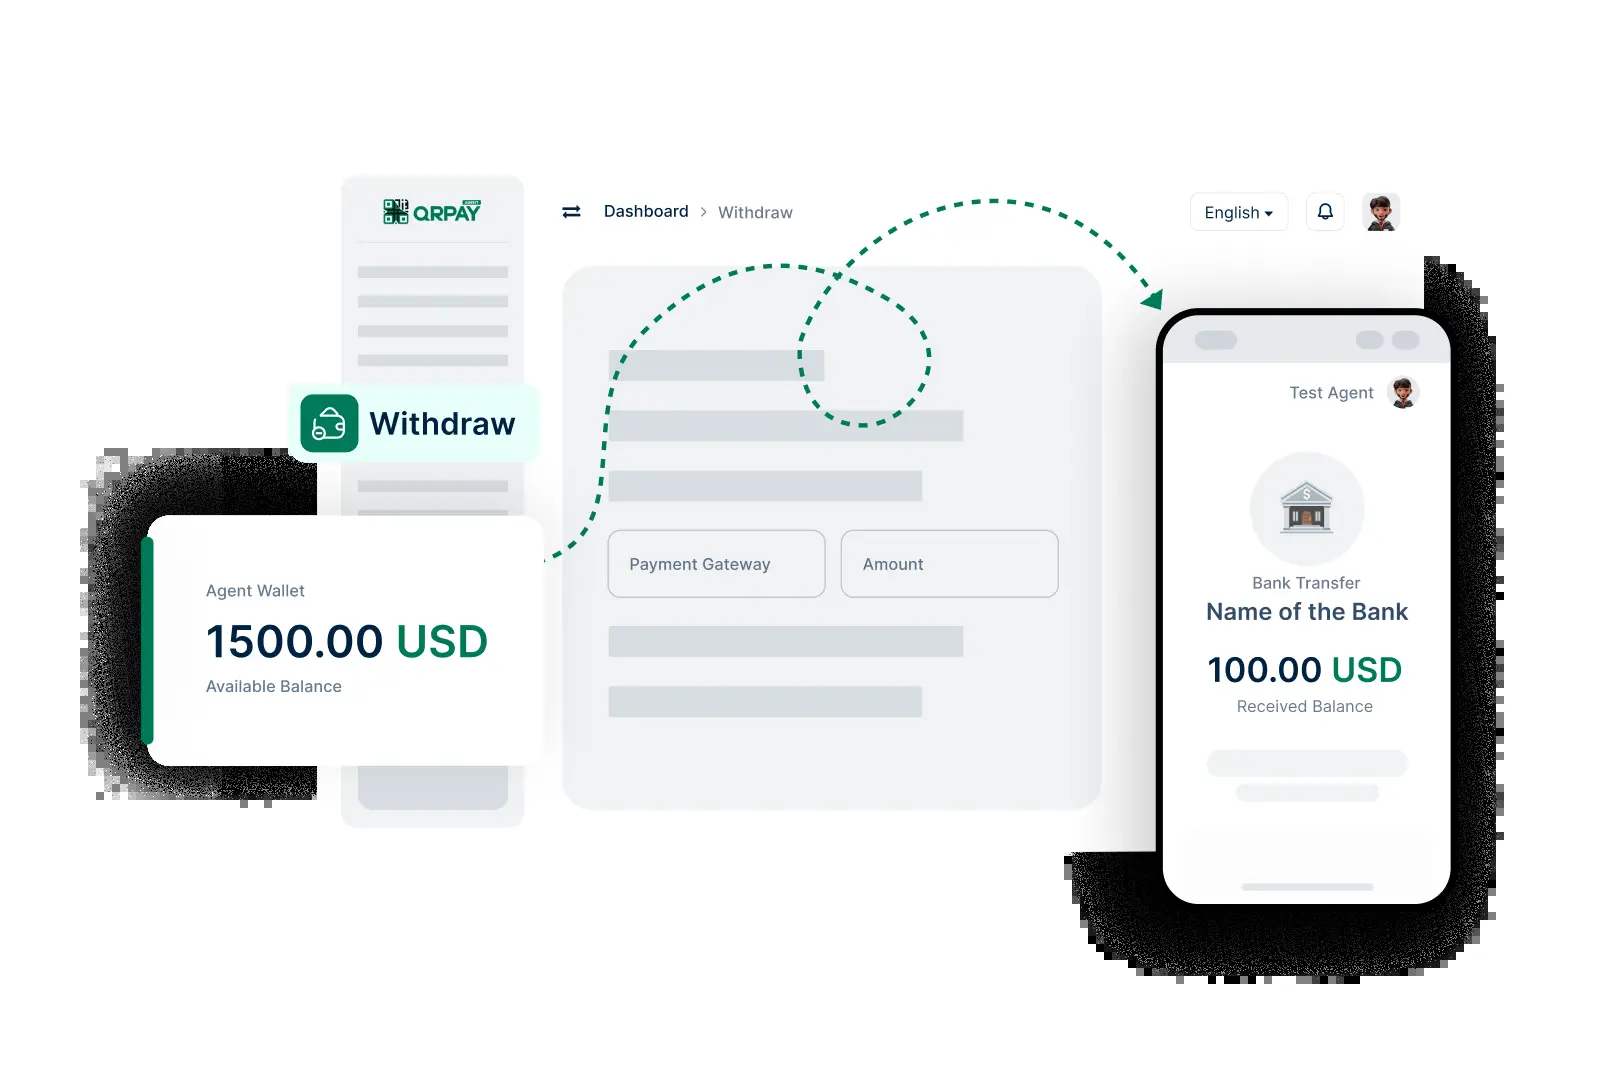 AGENT
QRPAY
Dashboard > Withdraw
English
Withdraw
Agent Wallet
1500.00 USD
Available Balance
Payment Gateway
Amount
Test Agent
$
Bank Transfer
Name of the Bank
100.00 USD
Received Balance